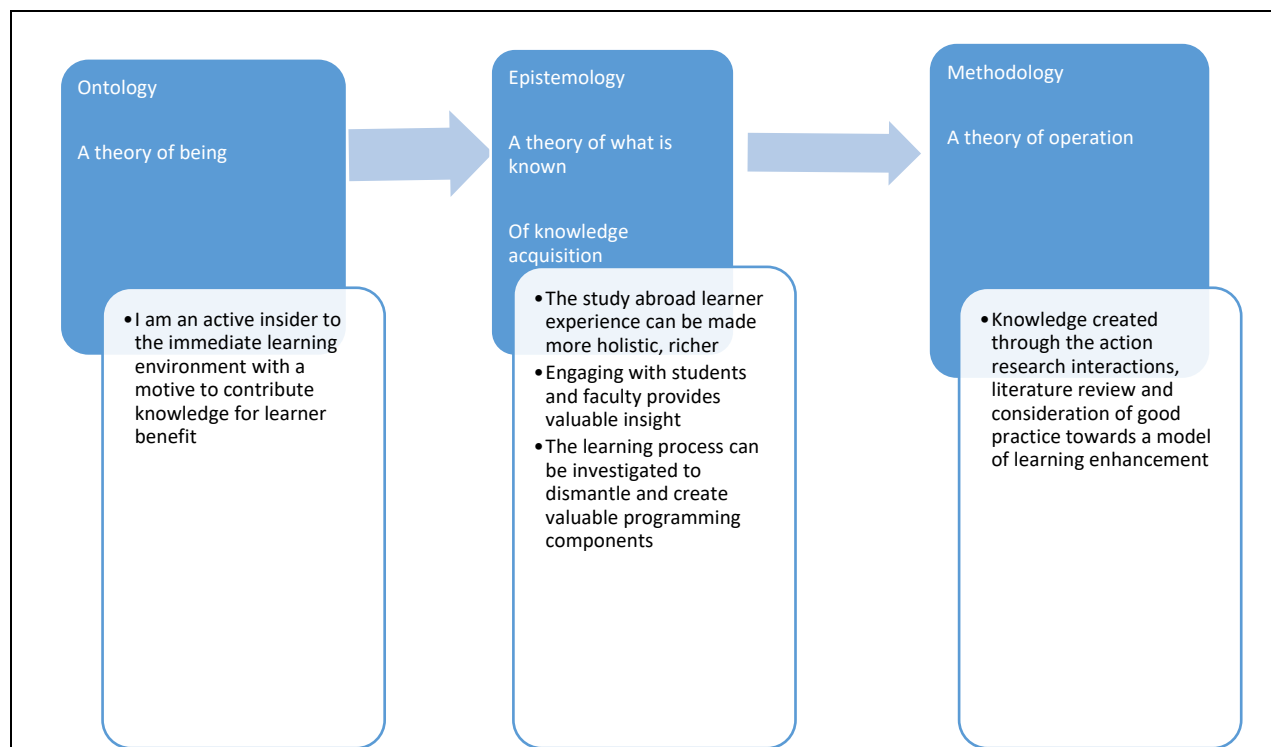 Ontology
A theory of being
•I am an active insider to
the immediate learning
environment with a
motive to contribute
knowledge for learner
benefit
Epistemology
A theory of what is
known
Of knowledge
acquisition
•The study abroad learner
experience can be made
more holistic, richer
•Engaging with students
and faculty provides
valuable insight
•The learning process can
be investigated to
dismantle and create
valuable programming
components
Methodology
A theory of operation
•Knowledge created
through the action
research interactions,
literature review and
consideration of good
practice towards a model
of learning enhancement